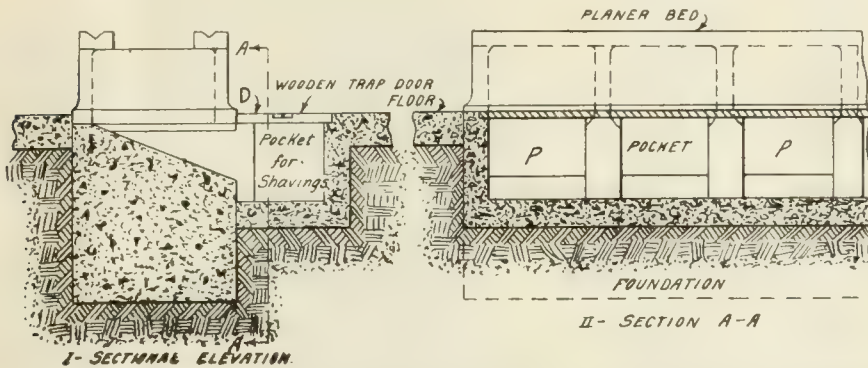 A
D
WOODEN TRAP DOOR
FLOOR
Pocket
for
Shavings
A
I - SECTIONAL ELEVATION.
PLANER BED
P
POCKET
P
FOUNDATION
II - SECTION A-A